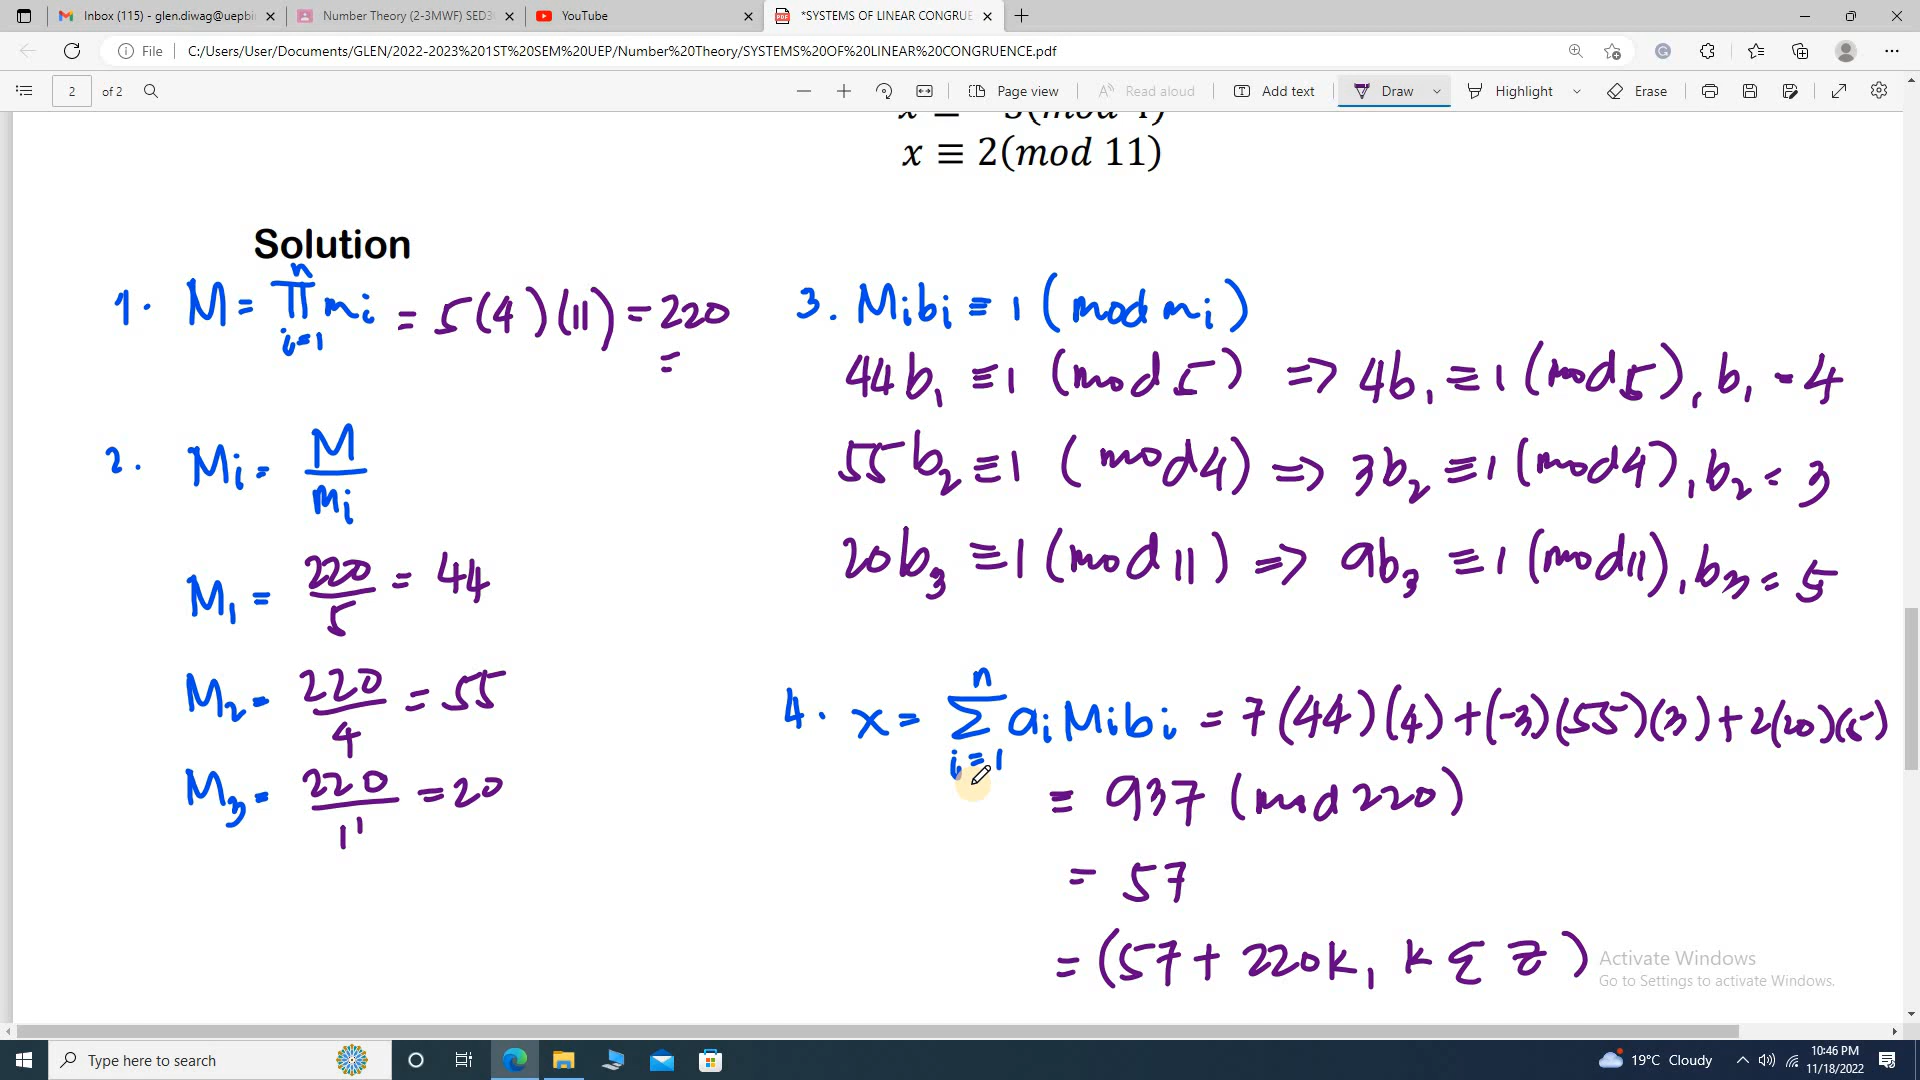 Inbox (115) - glen.diwag@uepbi
Number Theory (2-3MWF) SED3
YouTube
*SYSTEMS OF LINEAR CONGRUE
File
C:/Users/User/Documents/GLEN/2022-2023%201ST%20SEM%20UEP/Number%20Theory/SYSTEMS%20OF%20LINEAR%20CONGRUENCE.pdf
2 of 2
Page view
Read aloud
Add text
Draw
Highlight
Erase
x ≡ 2(mod 11)
Solution
1. M = ∏ᵢ₌₁ⁿ mᵢ = 5(4)(11) = 220
2. Mᵢ = M/mᵢ
M₁ = 220/5 = 44
M₂ = 220/4 = 55
M₃ = 220/11 = 20
3. Mᵢbᵢ ≡ 1 (mod mᵢ)
44b₁ ≡ 1 (mod 5) => 4b₁ ≡ 1 (mod 5), b₁ = 4
55b₂ ≡ 1 (mod 4) => 3b₂ ≡ 1 (mod 4), b₂ = 3
20b₃ ≡ 1 (mod 11) => 9b₃ ≡ 1 (mod 11), b₃ = 5
4. x = ∑ᵢ₌₁ⁿ aᵢMᵢbᵢ = 7(44)(4) + (-3)(55)(3) + 2(20)(5)
≡ 937 (mod 220)
= 57
= (57 + 220k, k ∈ Z)
Activate Windows
Go to Settings to activate Windows.
Type here to search
19°C Cloudy
10:46 PM
11/18/2022